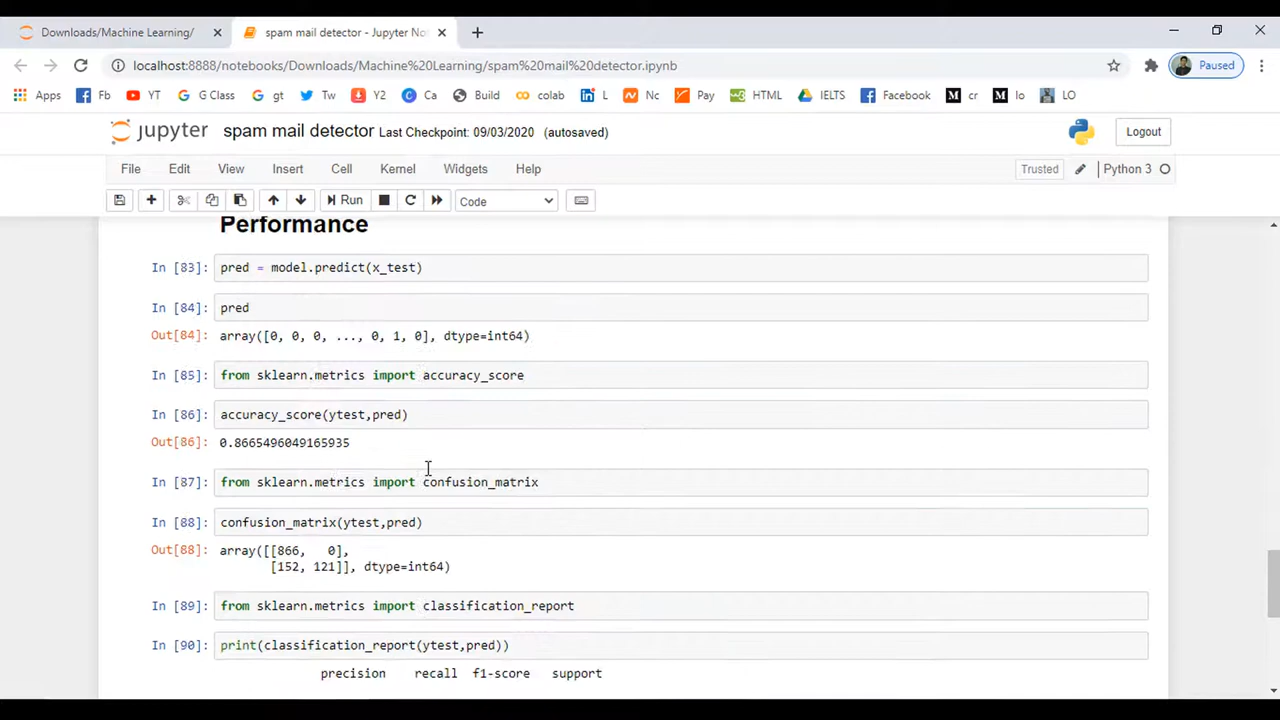 Downloads/Machine Learning/
spam mail detector - Jupyter No
localhost:8888/notebooks/Downloads/Machine%20Learning/spam%20mail%20detector.ipynb
Paused
Apps Fb YT G Class gt Tw Y2 Ca Build colab L Nc Pay HTML IELTS Facebook cr Io LO
jupyter spam mail detector Last Checkpoint: 09/03/2020 (autosaved)
Logout
File Edit View Insert Cell Kernel Widgets Help
Trusted Python 3
Run Code
Performance
In [83]: pred = model.predict(x_test)
In [84]: pred
Out[84]: array([0, 0, 0, ..., 0, 1, 0], dtype=int64)
In [85]: from sklearn.metrics import accuracy_score
In [86]: accuracy_score(ytest,pred)
Out[86]: 0.8665496049165935
In [87]: from sklearn.metrics import confusion_matrix
In [88]: confusion_matrix(ytest,pred)
Out[88]: array([[866, 0],
[152, 121]], dtype=int64)
In [89]: from sklearn.metrics import classification_report
In [90]: print(classification_report(ytest,pred))
precision recall f1-score support